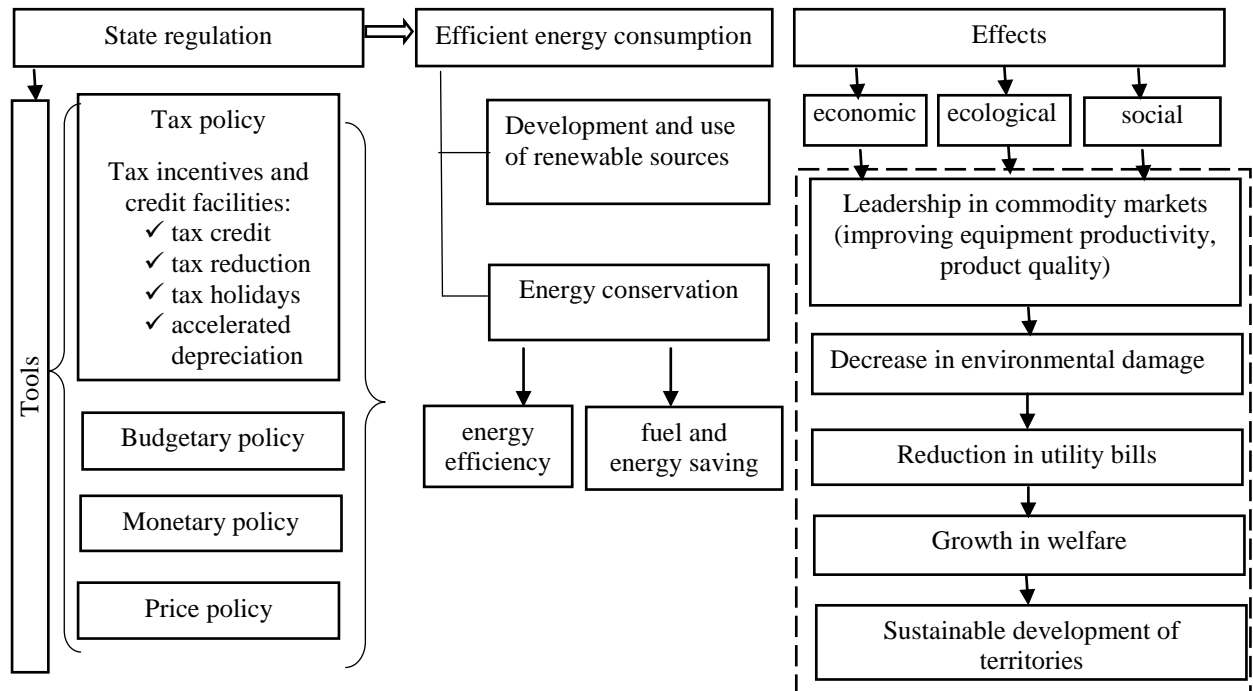 State regulation
Efficient energy consumption
Effects
Tools
Tax policy
Tax incentives and
credit facilities:
✓ tax credit
✓ tax reduction
✓ tax holidays
✓ accelerated
depreciation
Budgetary policy
Monetary policy
Price policy
Development and use
of renewable sources
Energy conservation
energy
efficiency
fuel and
energy saving
economic
ecological
social
Leadership in commodity markets
(improving equipment productivity,
product quality)
Decrease in environmental damage
Reduction in utility bills
Growth in welfare
Sustainable development of
territories